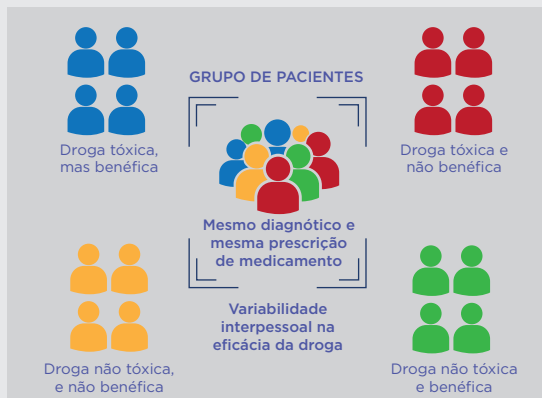 GRUPO DE PACIENTES
Droga tóxica,
mas benéfica
Droga tóxica e
não benéfica
Mesmo diagnótico e
mesma prescrição
de medicamento
Variabilidade
interpessoal na
eficácia da droga
Droga não tóxica,
e não benéfica
Droga não tóxica
e benéfica